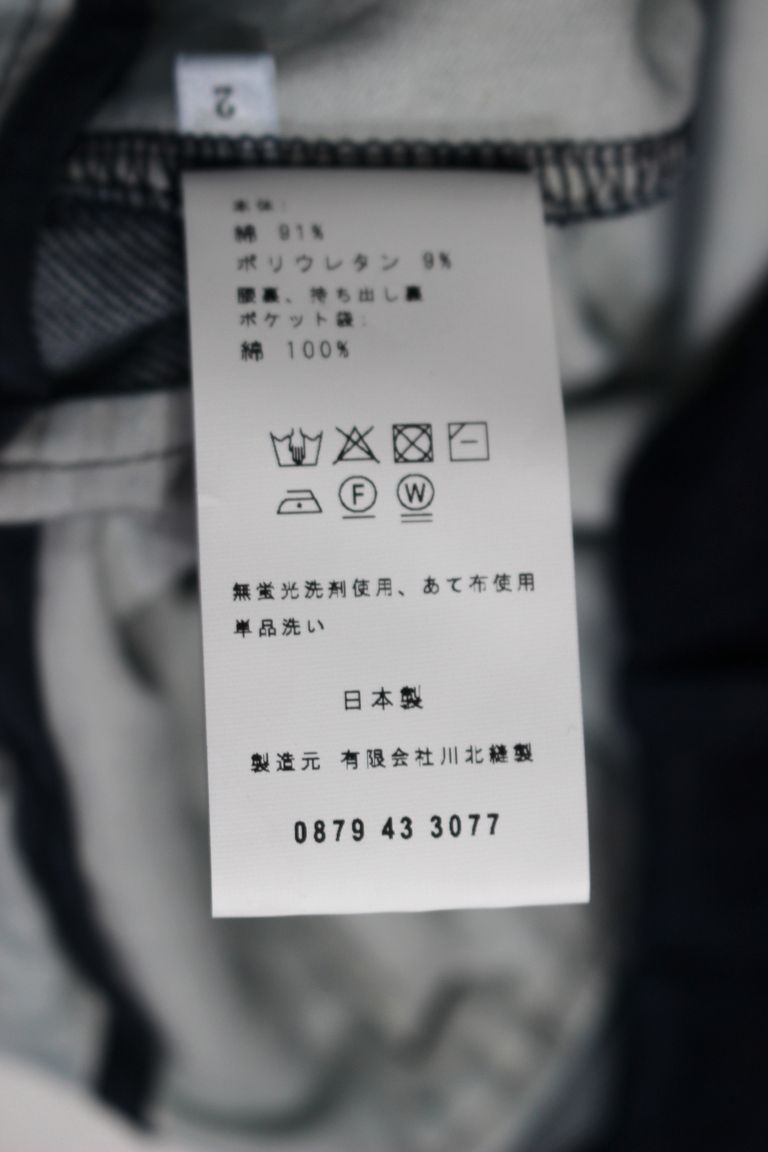 2
本体:
綿 91%
ポリウレタン 9%
腰裏、持ち出し裏
ポケット袋:
綿 100%
F W
無蛍光洗剤使用、あて布使用
単品洗い
日本製
製造元 有限会社川北縫製
0879 43 3077